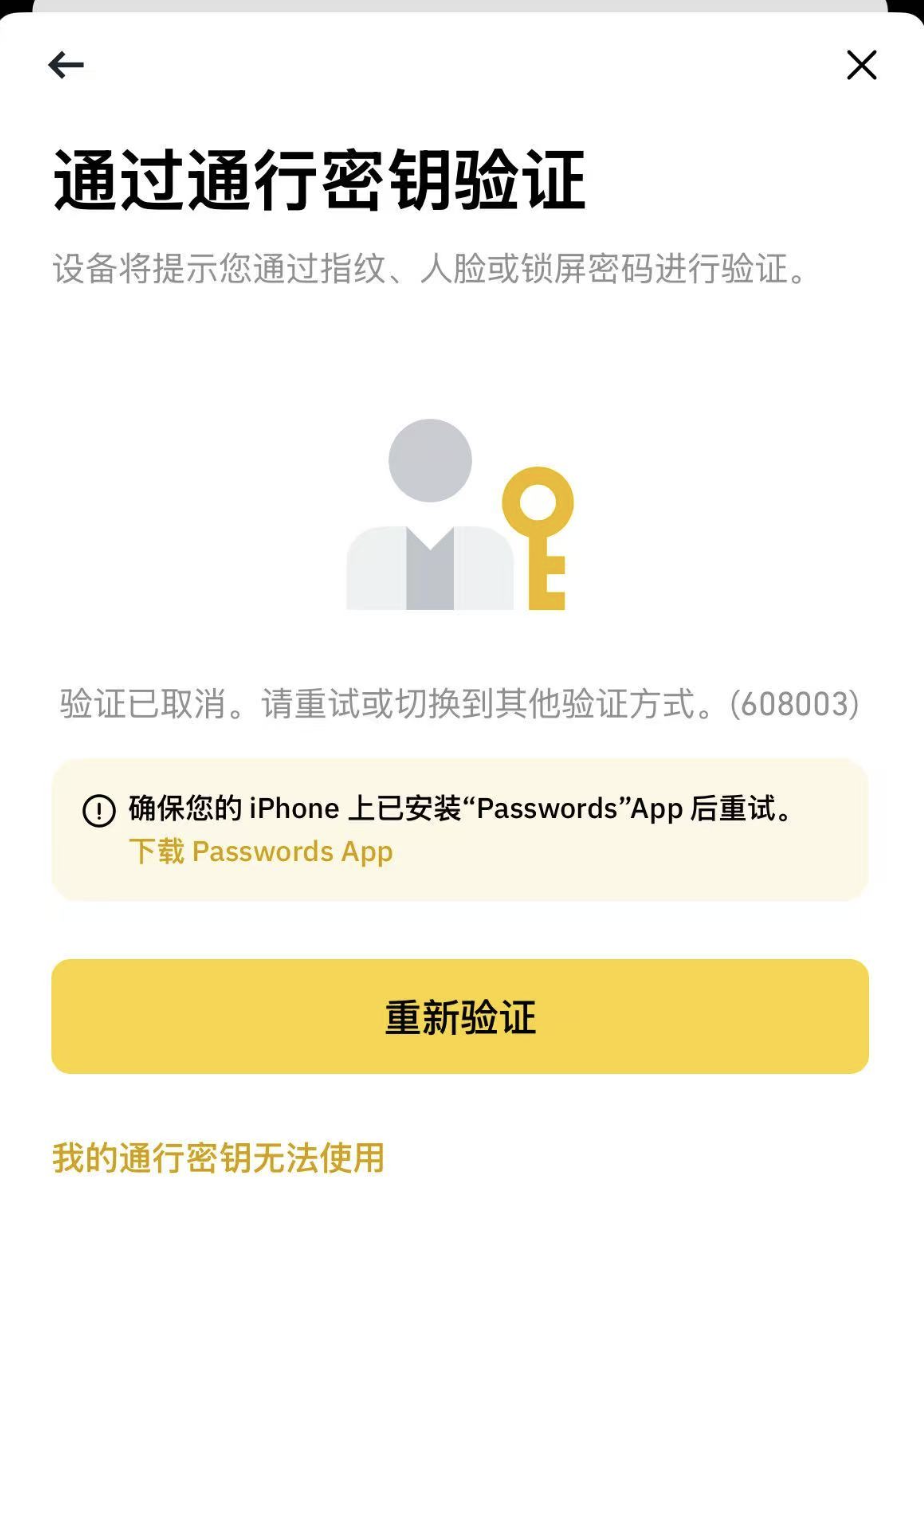 通过通行密钥验证
设备将提示您通过指纹、人脸或锁屏密码进行验证。
验证已取消。请重试或切换到其他验证方式。(608003)
确保您的 iPhone 上已安装“Passwords”App 后重试。
下载 Passwords App
重新验证
我的通行密钥无法使用